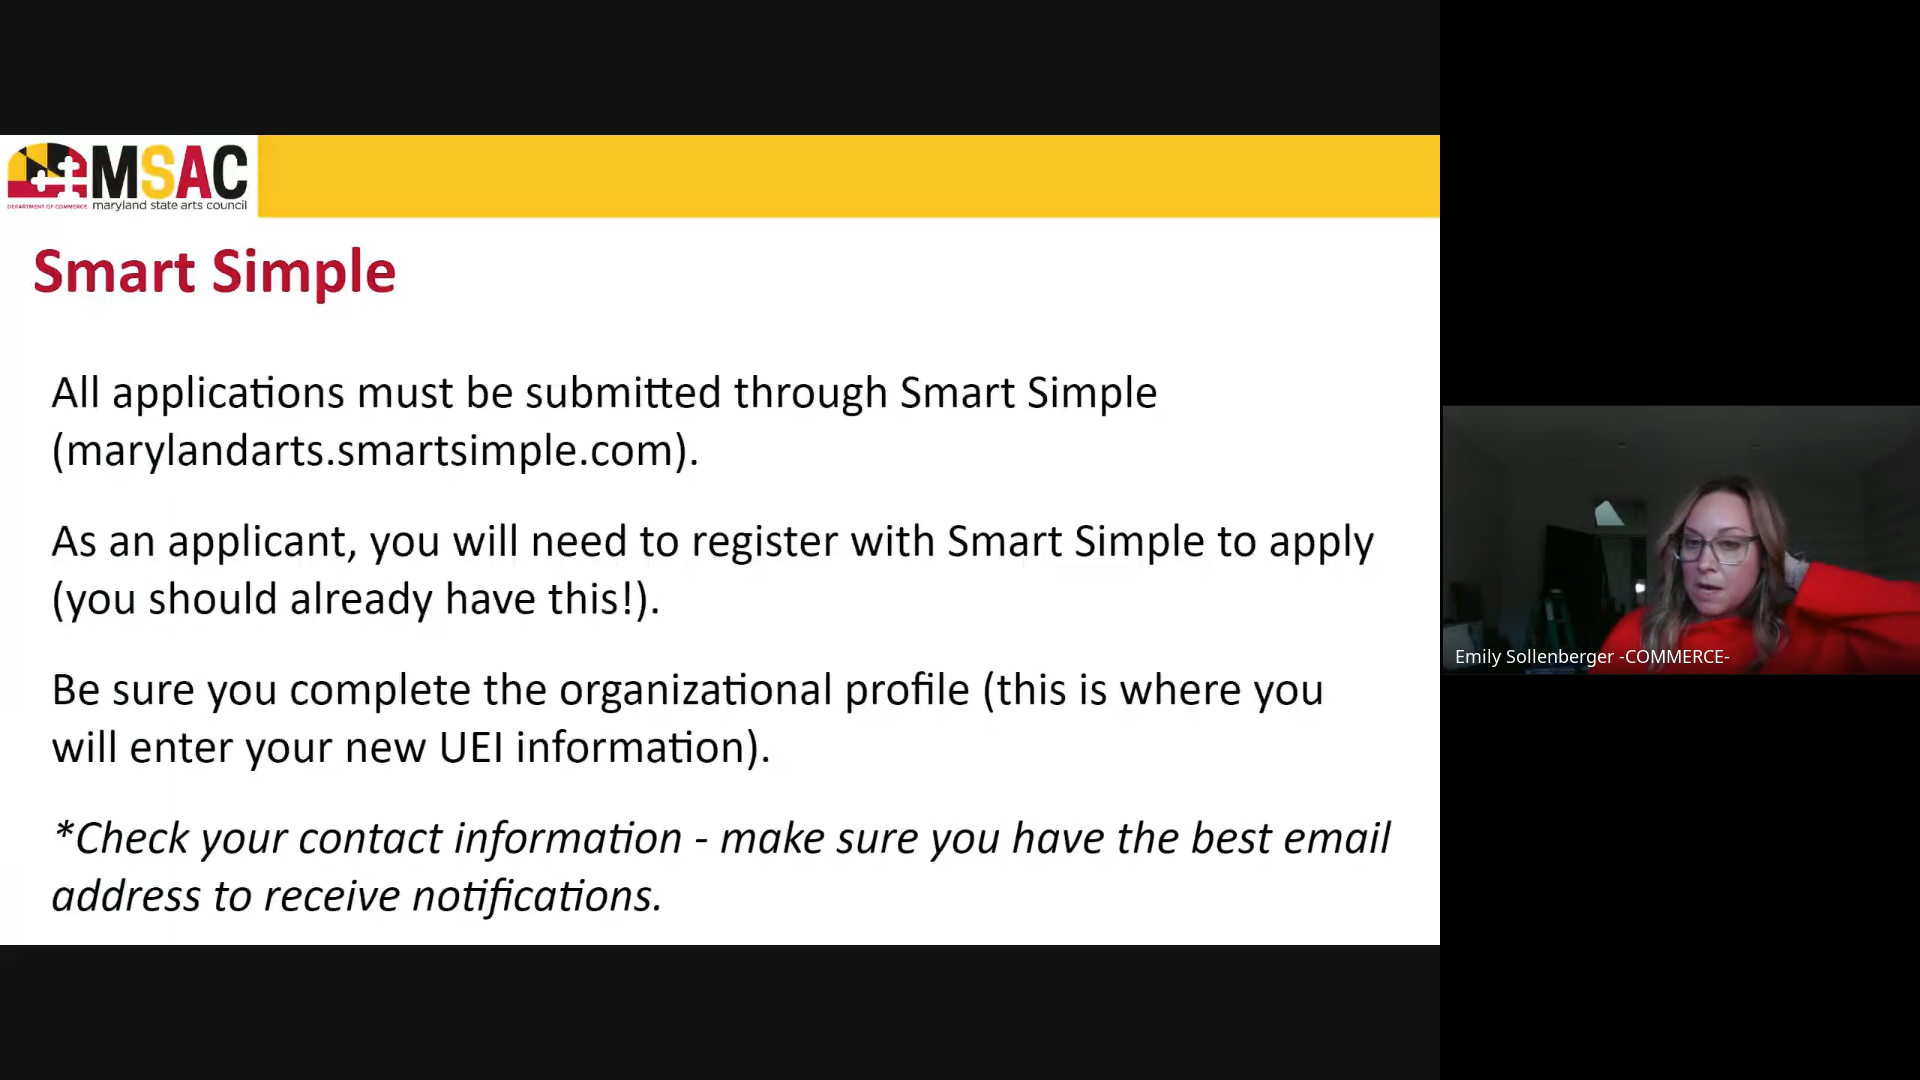 MSAC
DEPARTMENT OF COMMERCE maryland state arts council
Smart Simple
All applications must be submitted through Smart Simple
(marylandarts.smartsimple.com).
As an applicant, you will need to register with Smart Simple to apply
(you should already have this!).
Be sure you complete the organizational profile (this is where you
will enter your new UEI information).
*Check your contact information - make sure you have the best email
address to receive notifications.
Emily Sollenberger -COMMERCE-